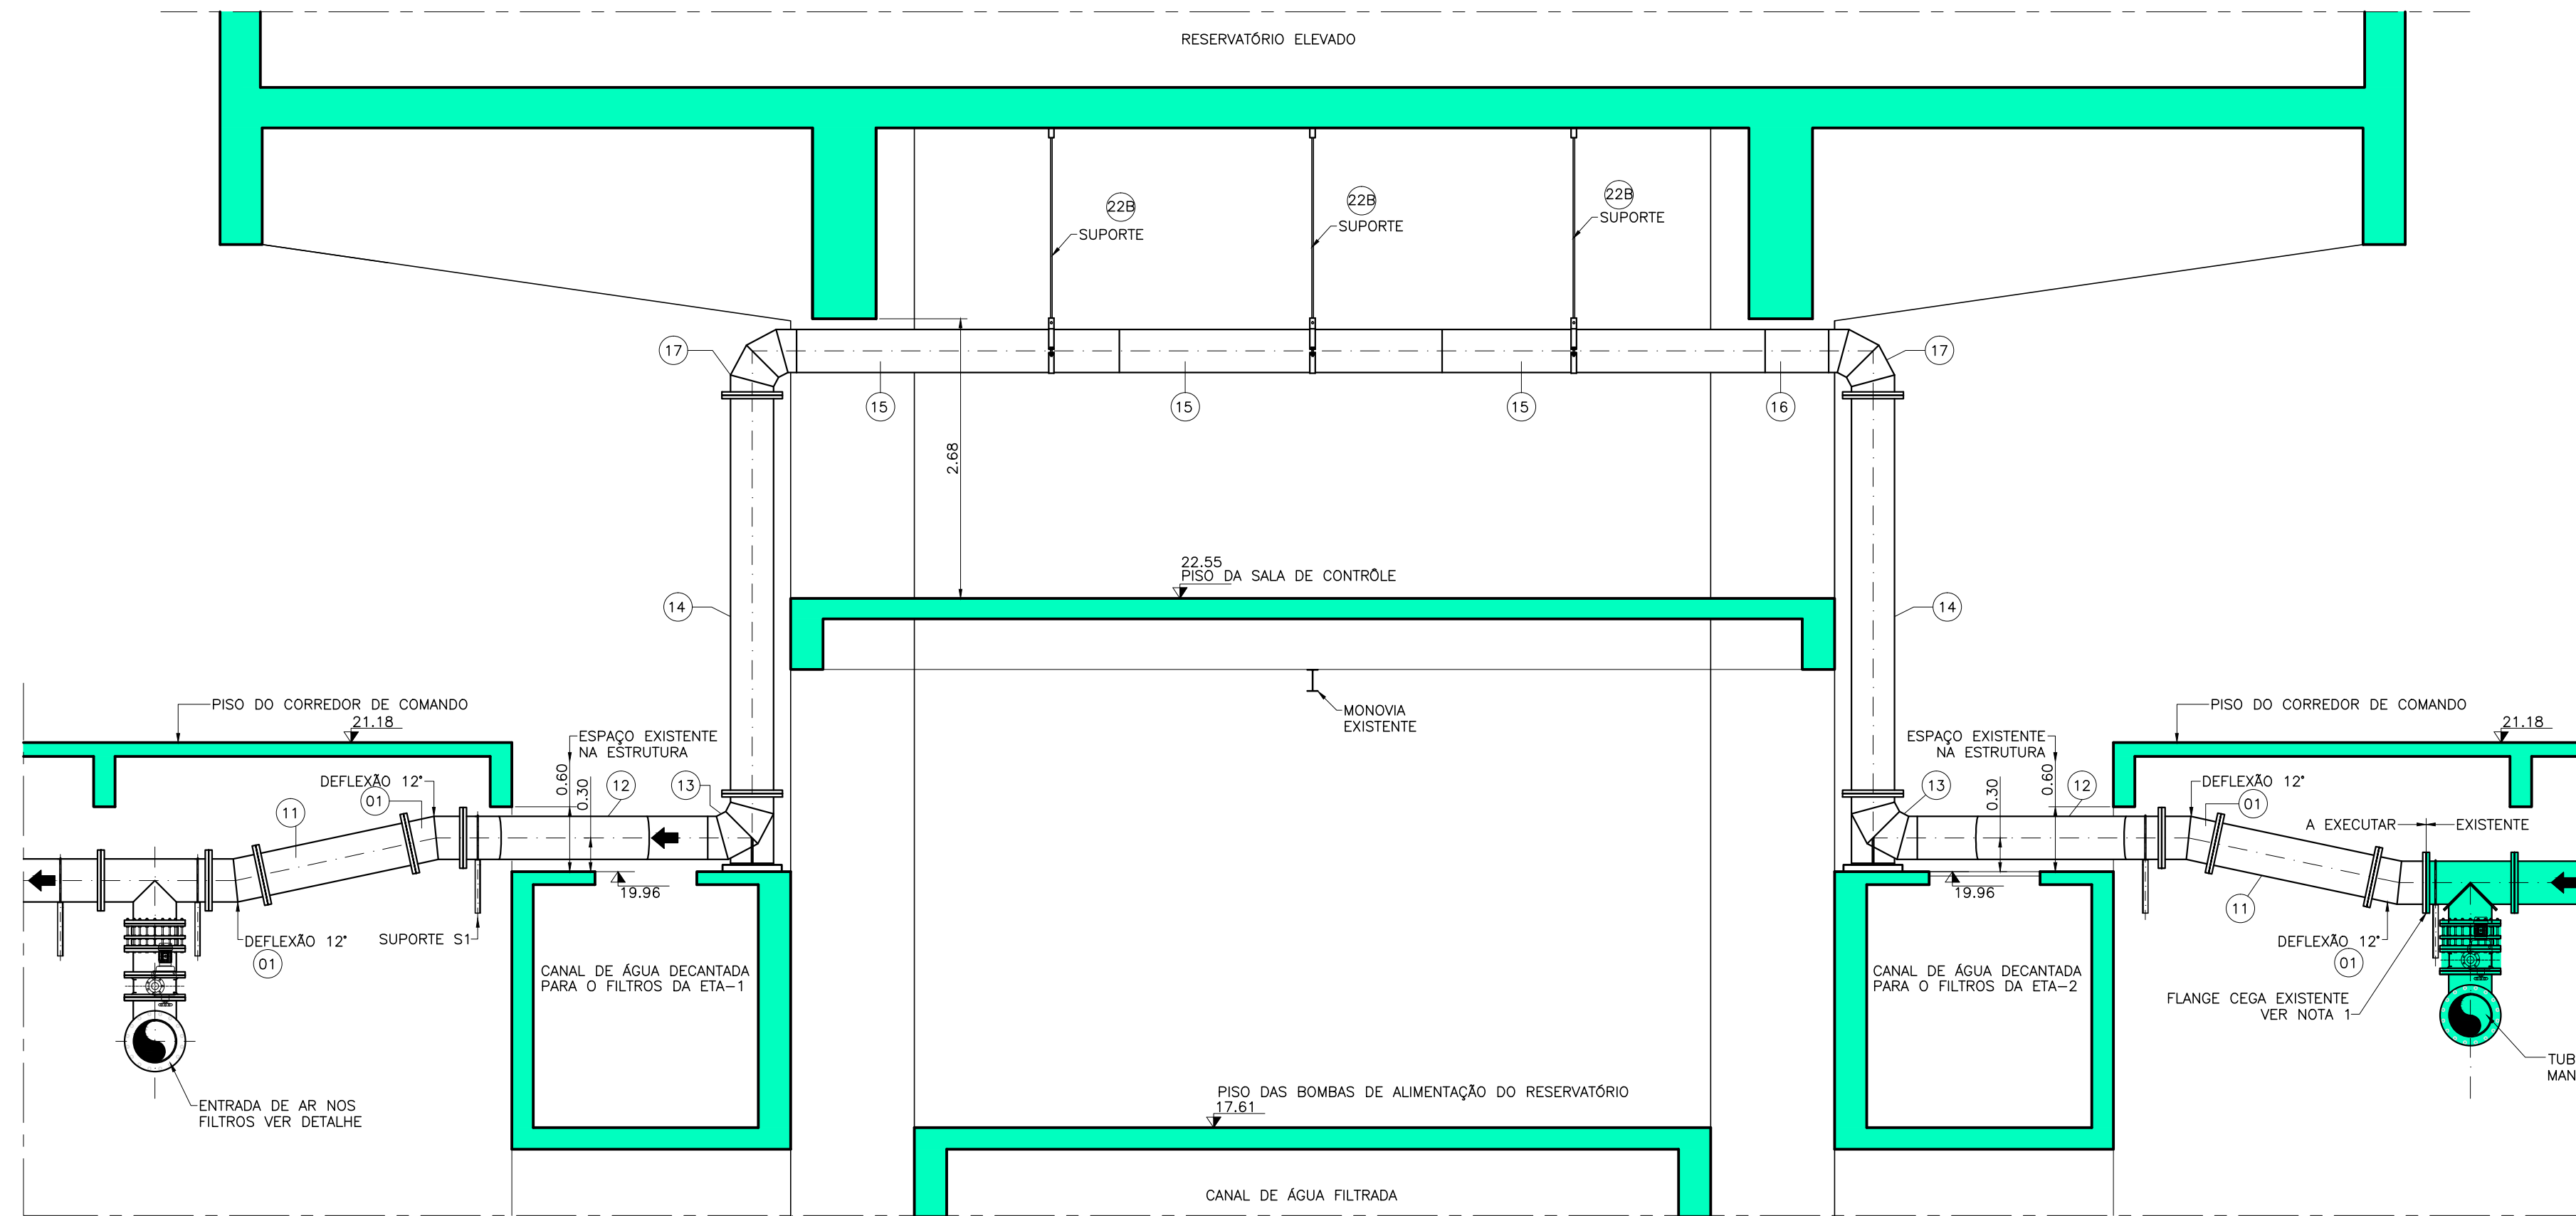 RESERVATÓRIO ELEVADO
22B
SUPORTE
22B
SUPORTE
22B
SUPORTE
17
17
15
15
15
16
2.68
22.55
PISO DA SALA DE CONTRÔLE
14
14
PISO DO CORREDOR DE COMANDO
21.18
MONOVIA
EXISTENTE
PISO DO CORREDOR DE COMANDO
21.18
ESPAÇO EXISTENTE
NA ESTRUTURA
ESPAÇO EXISTENTE
NA ESTRUTURA
DEFLEXÃO 12°
01
11
0.60
0.30
12
13
13
0.30
0.60
12
DEFLEXÃO 12°
01
A EXECUTAR
EXISTENTE
19.96
19.96
11
DEFLEXÃO 12°
01
SUPORTE S1
DEFLEXÃO 12°
01
CANAL DE ÁGUA DECANTADA
PARA O FILTROS DA ETA-1
CANAL DE ÁGUA DECANTADA
PARA O FILTROS DA ETA-2
FLANGE CEGA EXISTENTE
VER NOTA 1
TUB
MAN
ENTRADA DE AR NOS
FILTROS VER DETALHE
PISO DAS BOMBAS DE ALIMENTAÇÃO DO RESERVATÓRIO
17.61
CANAL DE ÁGUA FILTRADA